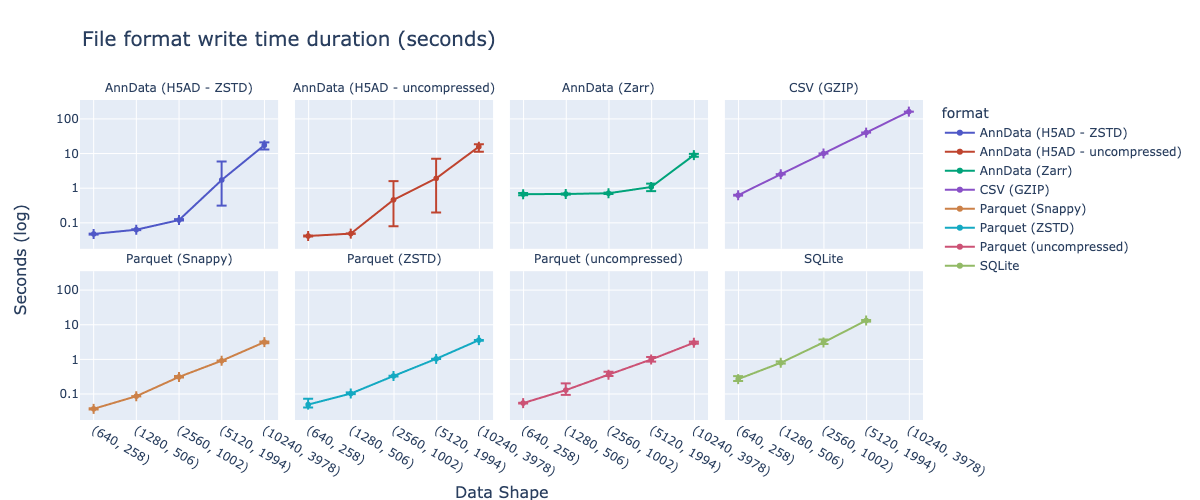 File format write time duration (seconds)
AnnData (H5AD - ZSTD)
AnnData (H5AD - uncompressed)
AnnData (Zarr)
CSV (GZIP)
100
10
1
0.1
Parquet (Snappy)
Parquet (ZSTD)
Parquet (uncompressed)
SQLite
100
10
1
0.1
Seconds (log)
(640, 258)
(1280, 506)
(2560, 1002)
(5120, 1994)
(10240, 3978)
(640, 258)
(1280, 506)
(2560, 1002)
(5120, 1994)
(10240, 3978)
(640, 258)
(1280, 506)
(2560, 1002)
(5120, 1994)
(10240, 3978)
(640, 258)
(1280, 506)
(2560, 1002)
(5120, 1994)
(10240, 3978)
Data Shape
format
AnnData (H5AD - ZSTD)
AnnData (H5AD - uncompressed)
AnnData (Zarr)
CSV (GZIP)
Parquet (Snappy)
Parquet (ZSTD)
Parquet (uncompressed)
SQLite